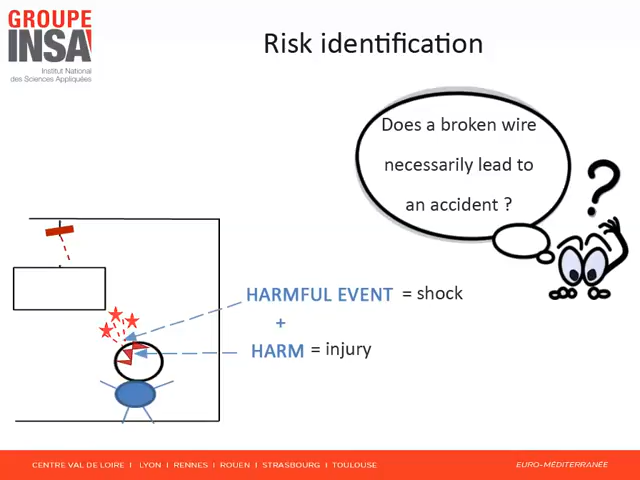 GROUPE
INSA
Institut National
des Sciences Appliquées
Risk identification
Does a broken wire
necessarily lead to
an accident ?
?
HARMFUL EVENT = shock
+
HARM = injury
CENTRE VAL DE LOIRE I LYON I RENNES I ROUEN I STRASBOURG I TOULOUSE
EURO-MÉDITERRANÉE